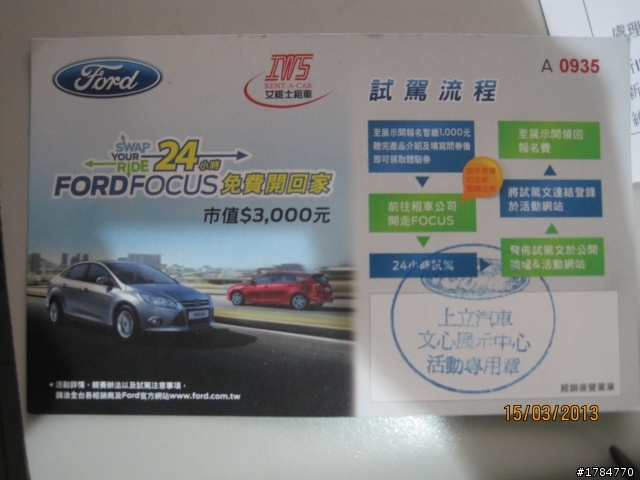 Ford
IWS
RENT-A-CAR
艾維士租車
A 0935
處理
SWAP
YOUR
RIDE
24小時
FORD FOCUS 免費開回家
市值$3,000元
試駕流程
至展示間報名暫繳1,000元
聽完產品介紹及填寫問卷後
即可領取體驗券
前往租車公司
開走FOCUS
24小時試駕
發佈試駕文於公開
論壇&活動網站
將試駕文連結登錄
於活動網站
至展示間領回
報名費
上立汽車
文心展示中心
活動專用章
經銷商營業章
* 活動詳情、競賽辦法以及試駕注意事項，
請洽全台各經銷商及Ford官方網站www.ford.com.tw
15/03/2013
#1784770